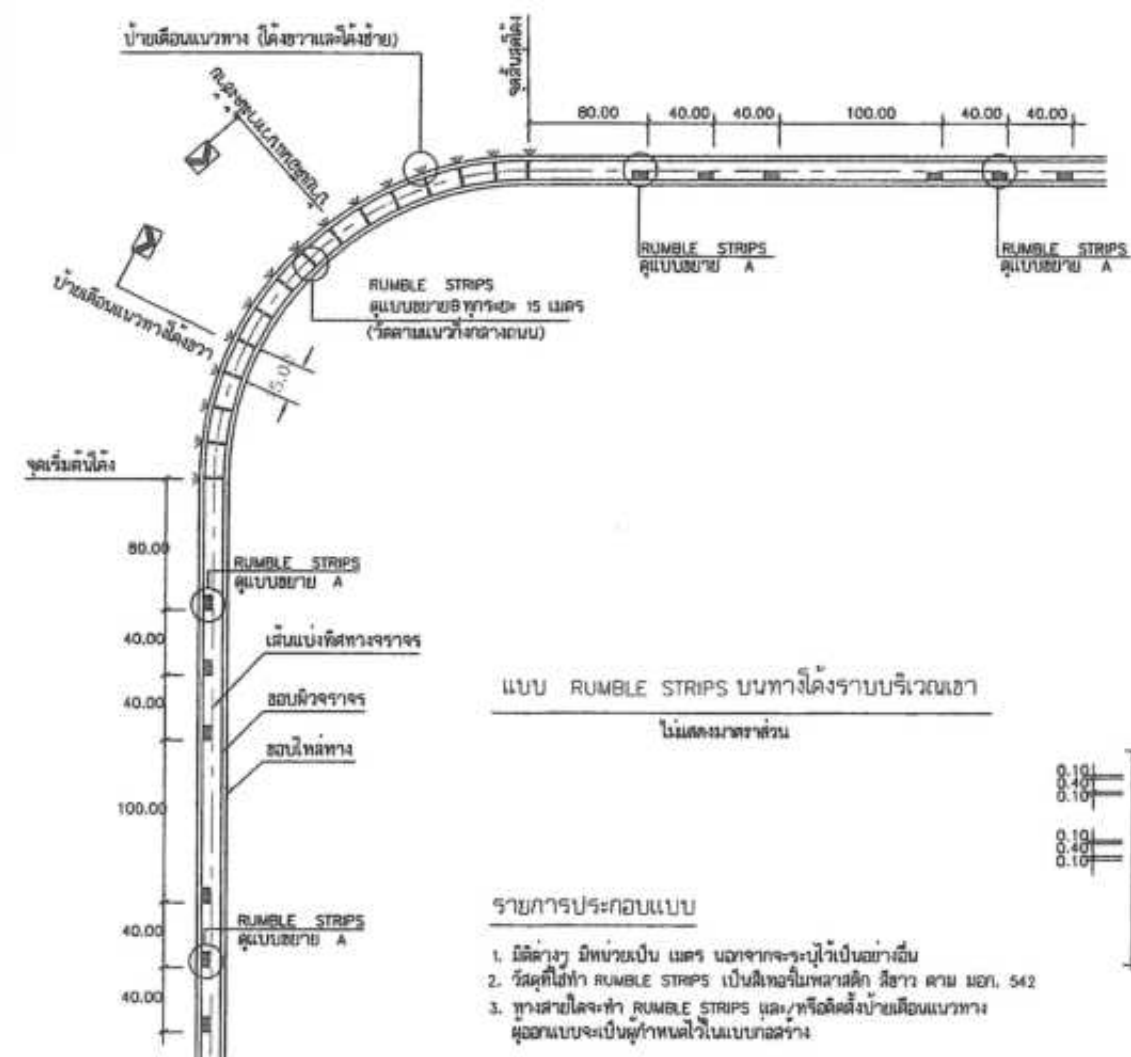 ป้ายเตือนแนวทาง (โค้งขวาและโค้งซ้าย)
จุดสิ้นสุดโค้ง
80.00 40.00 40.00 100.00 40.00 40.00
RUMBLE STRIPS
ดูแบบขยาย A
RUMBLE STRIPS
ดูแบบขยาย A
RUMBLE STRIPS
ดูแบบขยาย B ทุกระยะ 15 เมตร
(วัดตามแนวกึ่งกลางถนน)
ป้ายเตือนแนวทางโค้งขวา
จุดเริ่มต้นโค้ง
80.00
RUMBLE STRIPS
ดูแบบขยาย A
40.00
เส้นแบ่งทิศทางจราจร
40.00
ขอบผิวจราจร
ขอบไหล่ทาง
100.00
RUMBLE STRIPS
ดูแบบขยาย A
40.00
40.00
แบบ RUMBLE STRIPS บนทางโค้งราบบริเวณเขา
ไม่แสดงมาตราส่วน
0.10
0.40
0.10
0.10
0.40
0.10
รายการประกอบแบบ
1. มิติต่างๆ มีหน่วยเป็น เมตร นอกจากจะระบุไว้เป็นอย่างอื่น
2. วัสดุที่ใช้ทำ RUMBLE STRIPS เป็นสีเทอร์โมพลาสติก สีขาว ตาม มอก. 542
3. ทางสายใดจะทำ RUMBLE STRIPS และ/หรือติดตั้งป้ายเตือนแนวทาง
ผู้ออกแบบจะเป็นผู้กำหนดไว้ในแบบก่อสร้าง